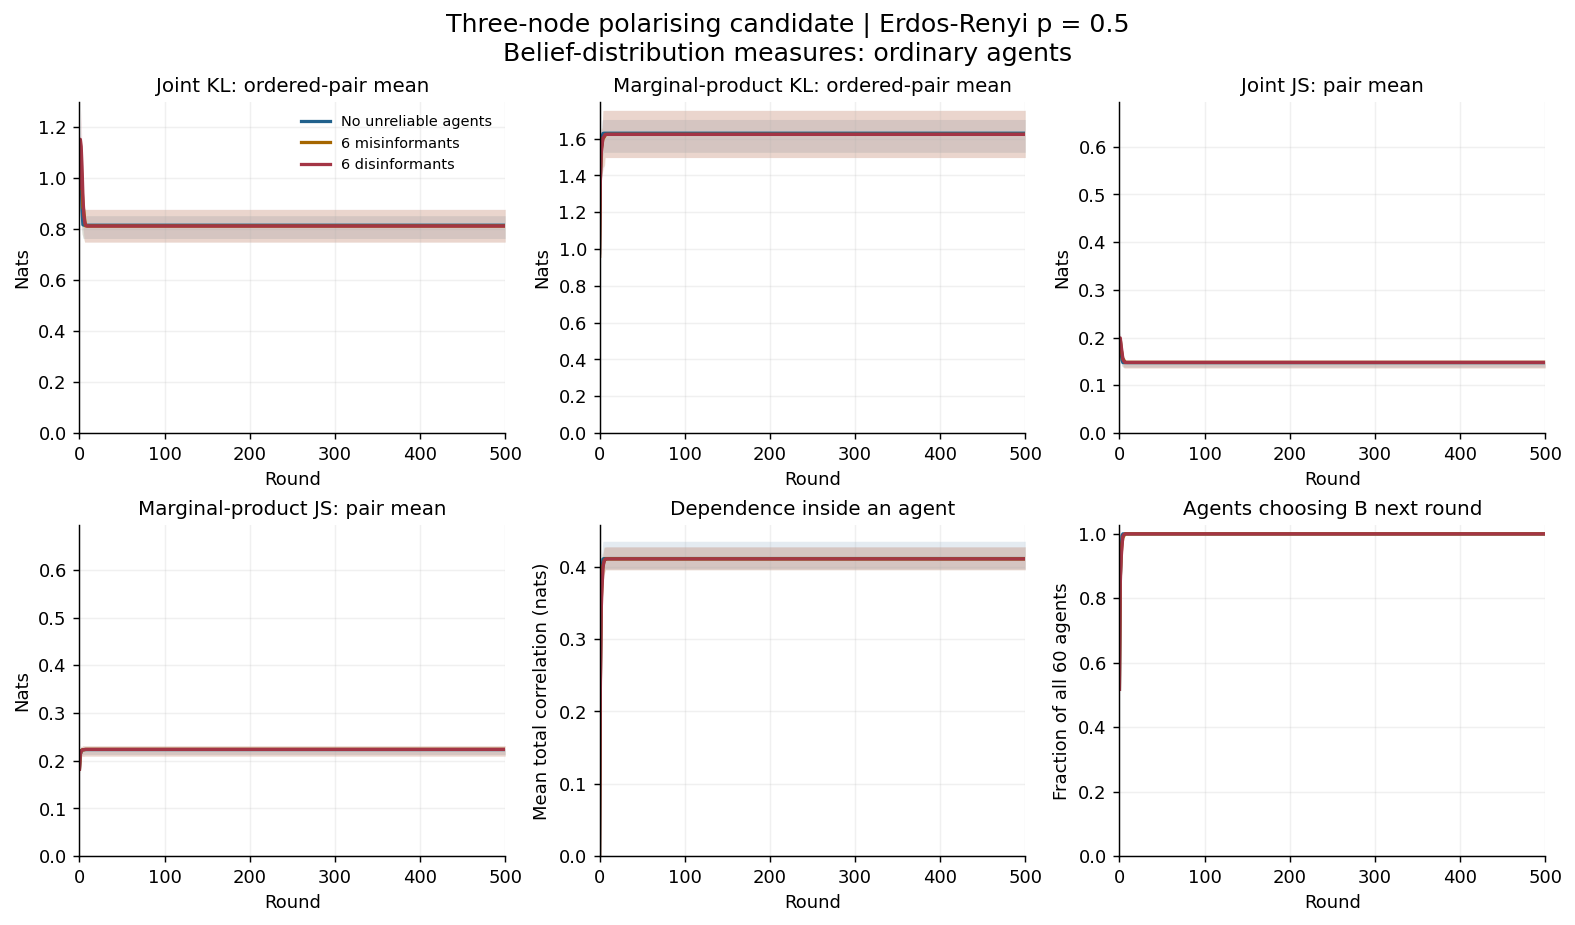 Three-node polarising candidate | Erdos-Renyi p = 0.5
Belief-distribution measures: ordinary agents
Joint KL: ordered-pair mean
Nats
1.2
1.0
0.8
0.6
0.4
0.2
0.0
No unreliable agents
6 misinformants
6 disinformants
0 100 200 300 400 500
Round
Marginal-product KL: ordered-pair mean
Nats
1.6
1.4
1.2
1.0
0.8
0.6
0.4
0.2
0.0
0 100 200 300 400 500
Round
Joint JS: pair mean
Nats
0.6
0.5
0.4
0.3
0.2
0.1
0.0
0 100 200 300 400 500
Round
Marginal-product JS: pair mean
Nats
0.6
0.5
0.4
0.3
0.2
0.1
0.0
0 100 200 300 400 500
Round
Dependence inside an agent
Mean total correlation (nats)
0.4
0.3
0.2
0.1
0.0
0 100 200 300 400 500
Round
Agents choosing B next round
Fraction of all 60 agents
1.0
0.8
0.6
0.4
0.2
0.0
0 100 200 300 400 500
Round